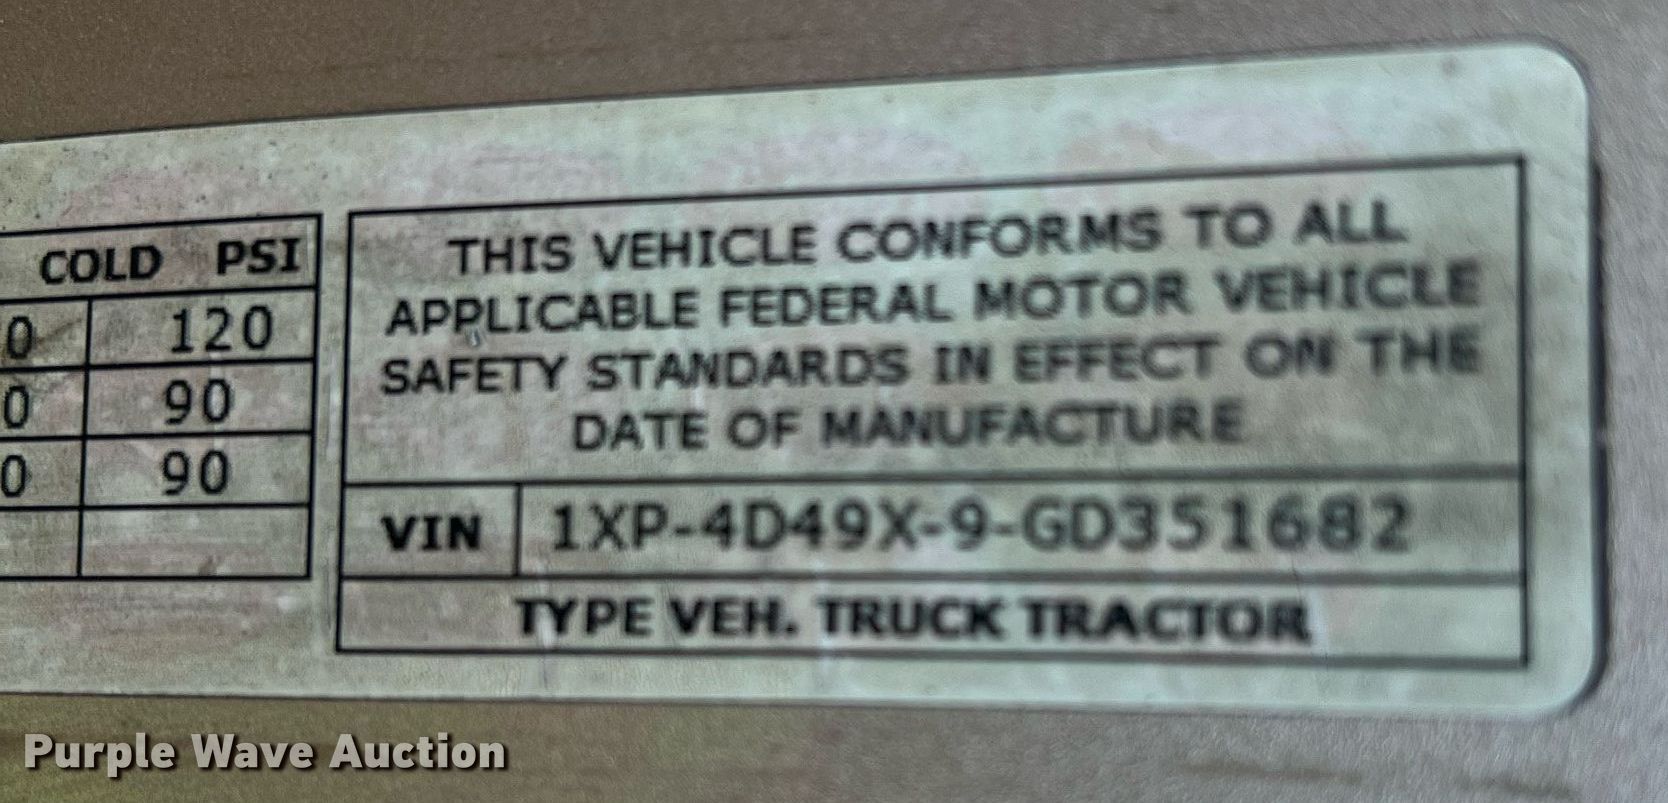 COLD PSI
0 120
0 90
0 90
THIS VEHICLE CONFORMS TO ALL
APPLICABLE FEDERAL MOTOR VEHICLE
SAFETY STANDARDS IN EFFECT ON THE
DATE OF MANUFACTURE
VIN 1XP-4D49X-9-GD351682
TYPE VEH. TRUCK TRACTOR
Purple Wave Auction